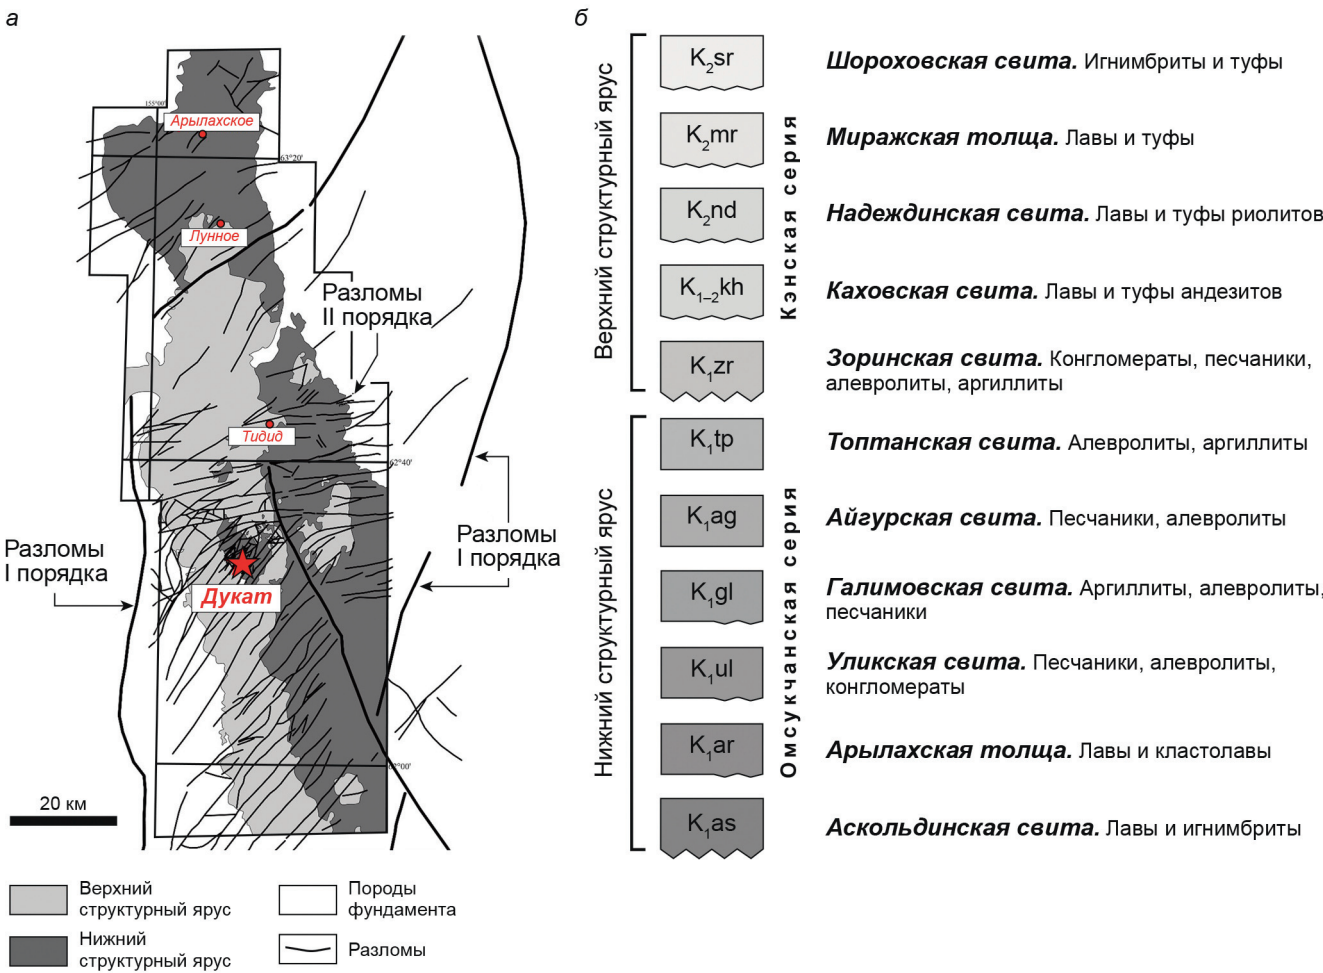 а
155°00'
Арылахское
63°20'
Лунное
Разломы
II порядка
Тидид
62°40'
Разломы
I порядка
Разломы
I порядка
Дукат
62°00'
20 км
Верхний
структурный ярус
Породы
фундамента
Нижний
структурный ярус
Разломы
б
Верхний структурный ярус
Кэнская серия
K2sr
Шороховская свита. Игнимбриты и туфы
K2mr
Миражская толща. Лавы и туфы
K2nd
Надеждинская свита. Лавы и туфы риолитов
K1–2kh
Каховская свита. Лавы и туфы андезитов
K1zr
Зоринская свита. Конгломераты, песчаники,
алевролиты, аргиллиты
Нижний структурный ярус
Омсукчанская серия
K1tp
Топтанская свита. Алевролиты, аргиллиты
K1ag
Айгурская свита. Песчаники, алевролиты
K1gl
Галимовская свита. Аргиллиты, алевролиты,
песчаники
K1ul
Уликская свита. Песчаники, алевролиты,
конгломераты
K1ar
Арылахская толща. Лавы и кластолавы
K1as
Аскольдинская свита. Лавы и игнимбриты